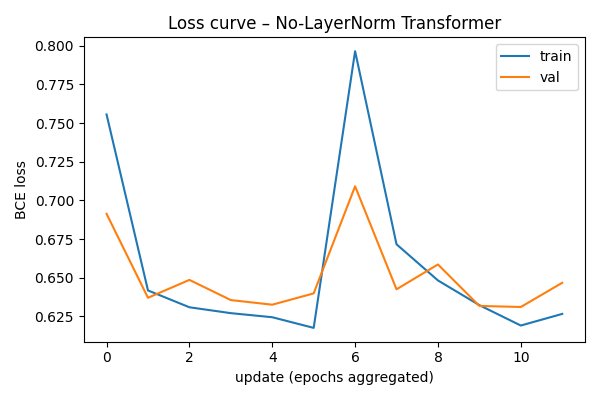 Loss curve – No-LayerNorm Transformer
train
val
BCE loss
0.800
0.775
0.750
0.725
0.700
0.675
0.650
0.625
0 2 4 6 8 10
update (epochs aggregated)